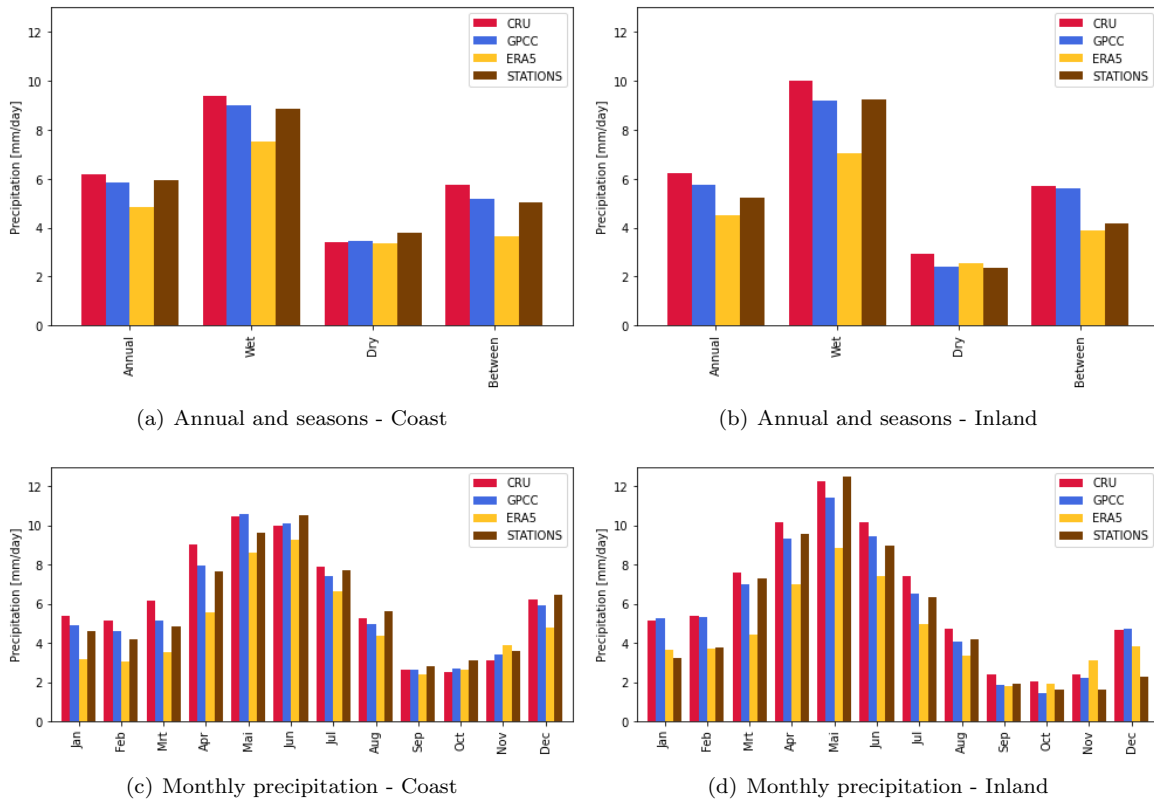 12
10
8
6
4
2
0
Precipitation [mm/day]
CRU
GPCC
ERA5
STATIONS
Annual
Wet
Dry
Between
(a) Annual and seasons - Coast
12
10
8
6
4
2
0
Precipitation [mm/day]
CRU
GPCC
ERA5
STATIONS
Annual
Wet
Dry
Between
(b) Annual and seasons - Inland
12
10
8
6
4
2
0
Precipitation [mm/day]
CRU
GPCC
ERA5
STATIONS
Jan
Feb
Mrt
Apr
Mai
Jun
Jul
Aug
Sep
Oct
Nov
Dec
(c) Monthly precipitation - Coast
12
10
8
6
4
2
0
Precipitation [mm/day]
CRU
GPCC
ERA5
STATIONS
Jan
Feb
Mrt
Apr
Mai
Jun
Jul
Aug
Sep
Oct
Nov
Dec
(d) Monthly precipitation - Inland